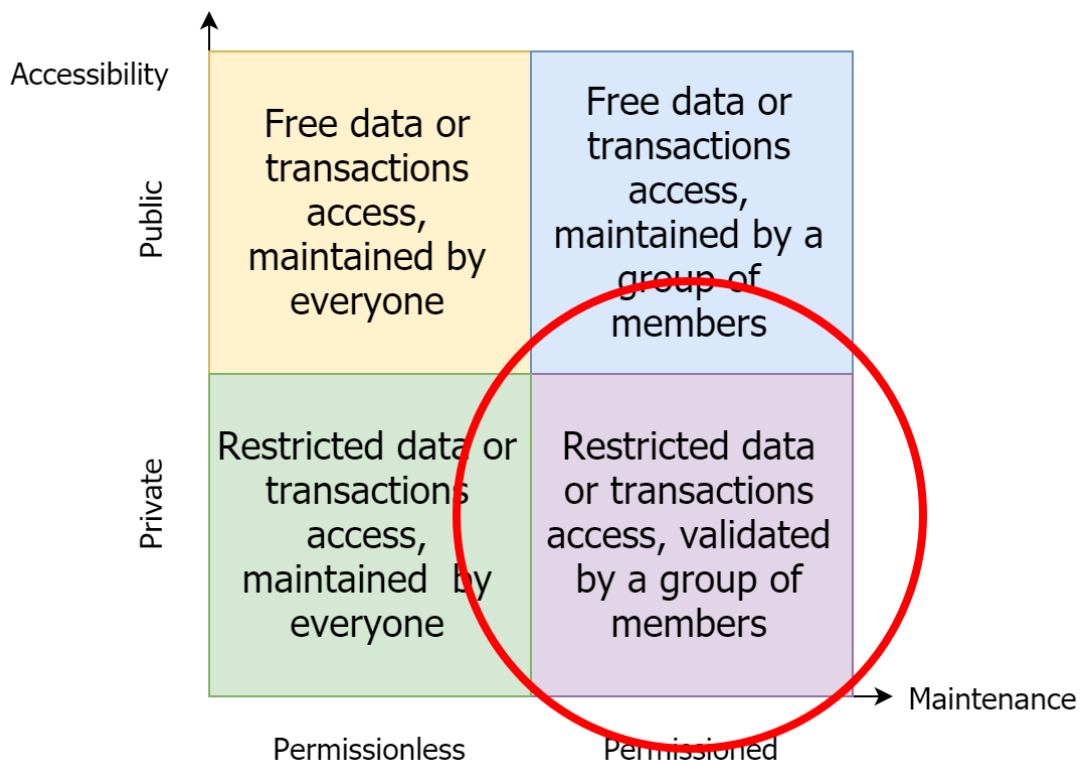 Accessibility
Public
Private
Free data or
transactions
access,
maintained by
everyone
Free data or
transactions
access,
maintained by a
group of
members
Restricted data or
transactions
access,
maintained  by
everyone
Restricted data
or transactions
access, validated
by a group of
members
Maintenance
Permissionless
Permissioned